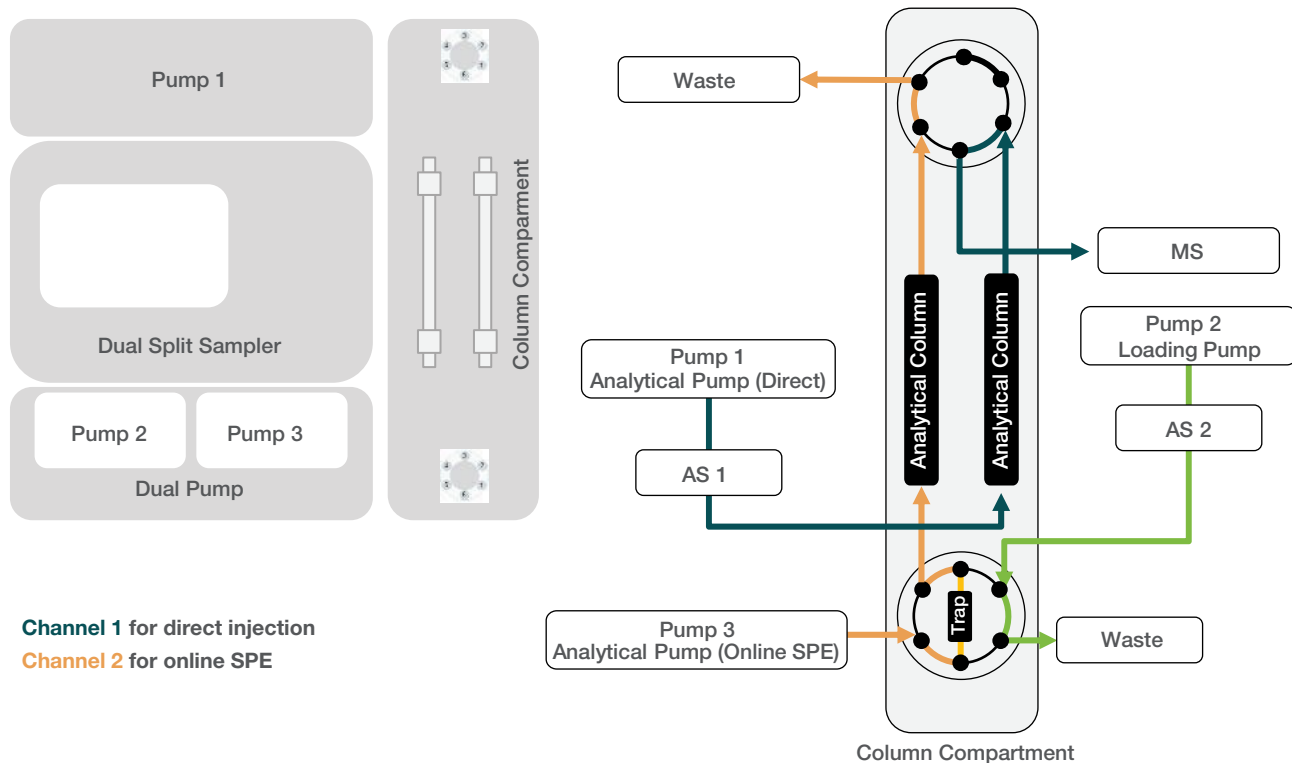 Pump 1
Dual Split Sampler
Pump 2
Pump 3
Dual Pump
Column Comparment
Channel 1 for direct injection
Channel 2 for online SPE
Waste
MS
Analytical Column
Analytical Column
Pump 1
Analytical Pump (Direct)
AS 1
Pump 2
Loading Pump
AS 2
Trap
Pump 3
Analytical Pump (Online SPE)
Waste
Column Compartment